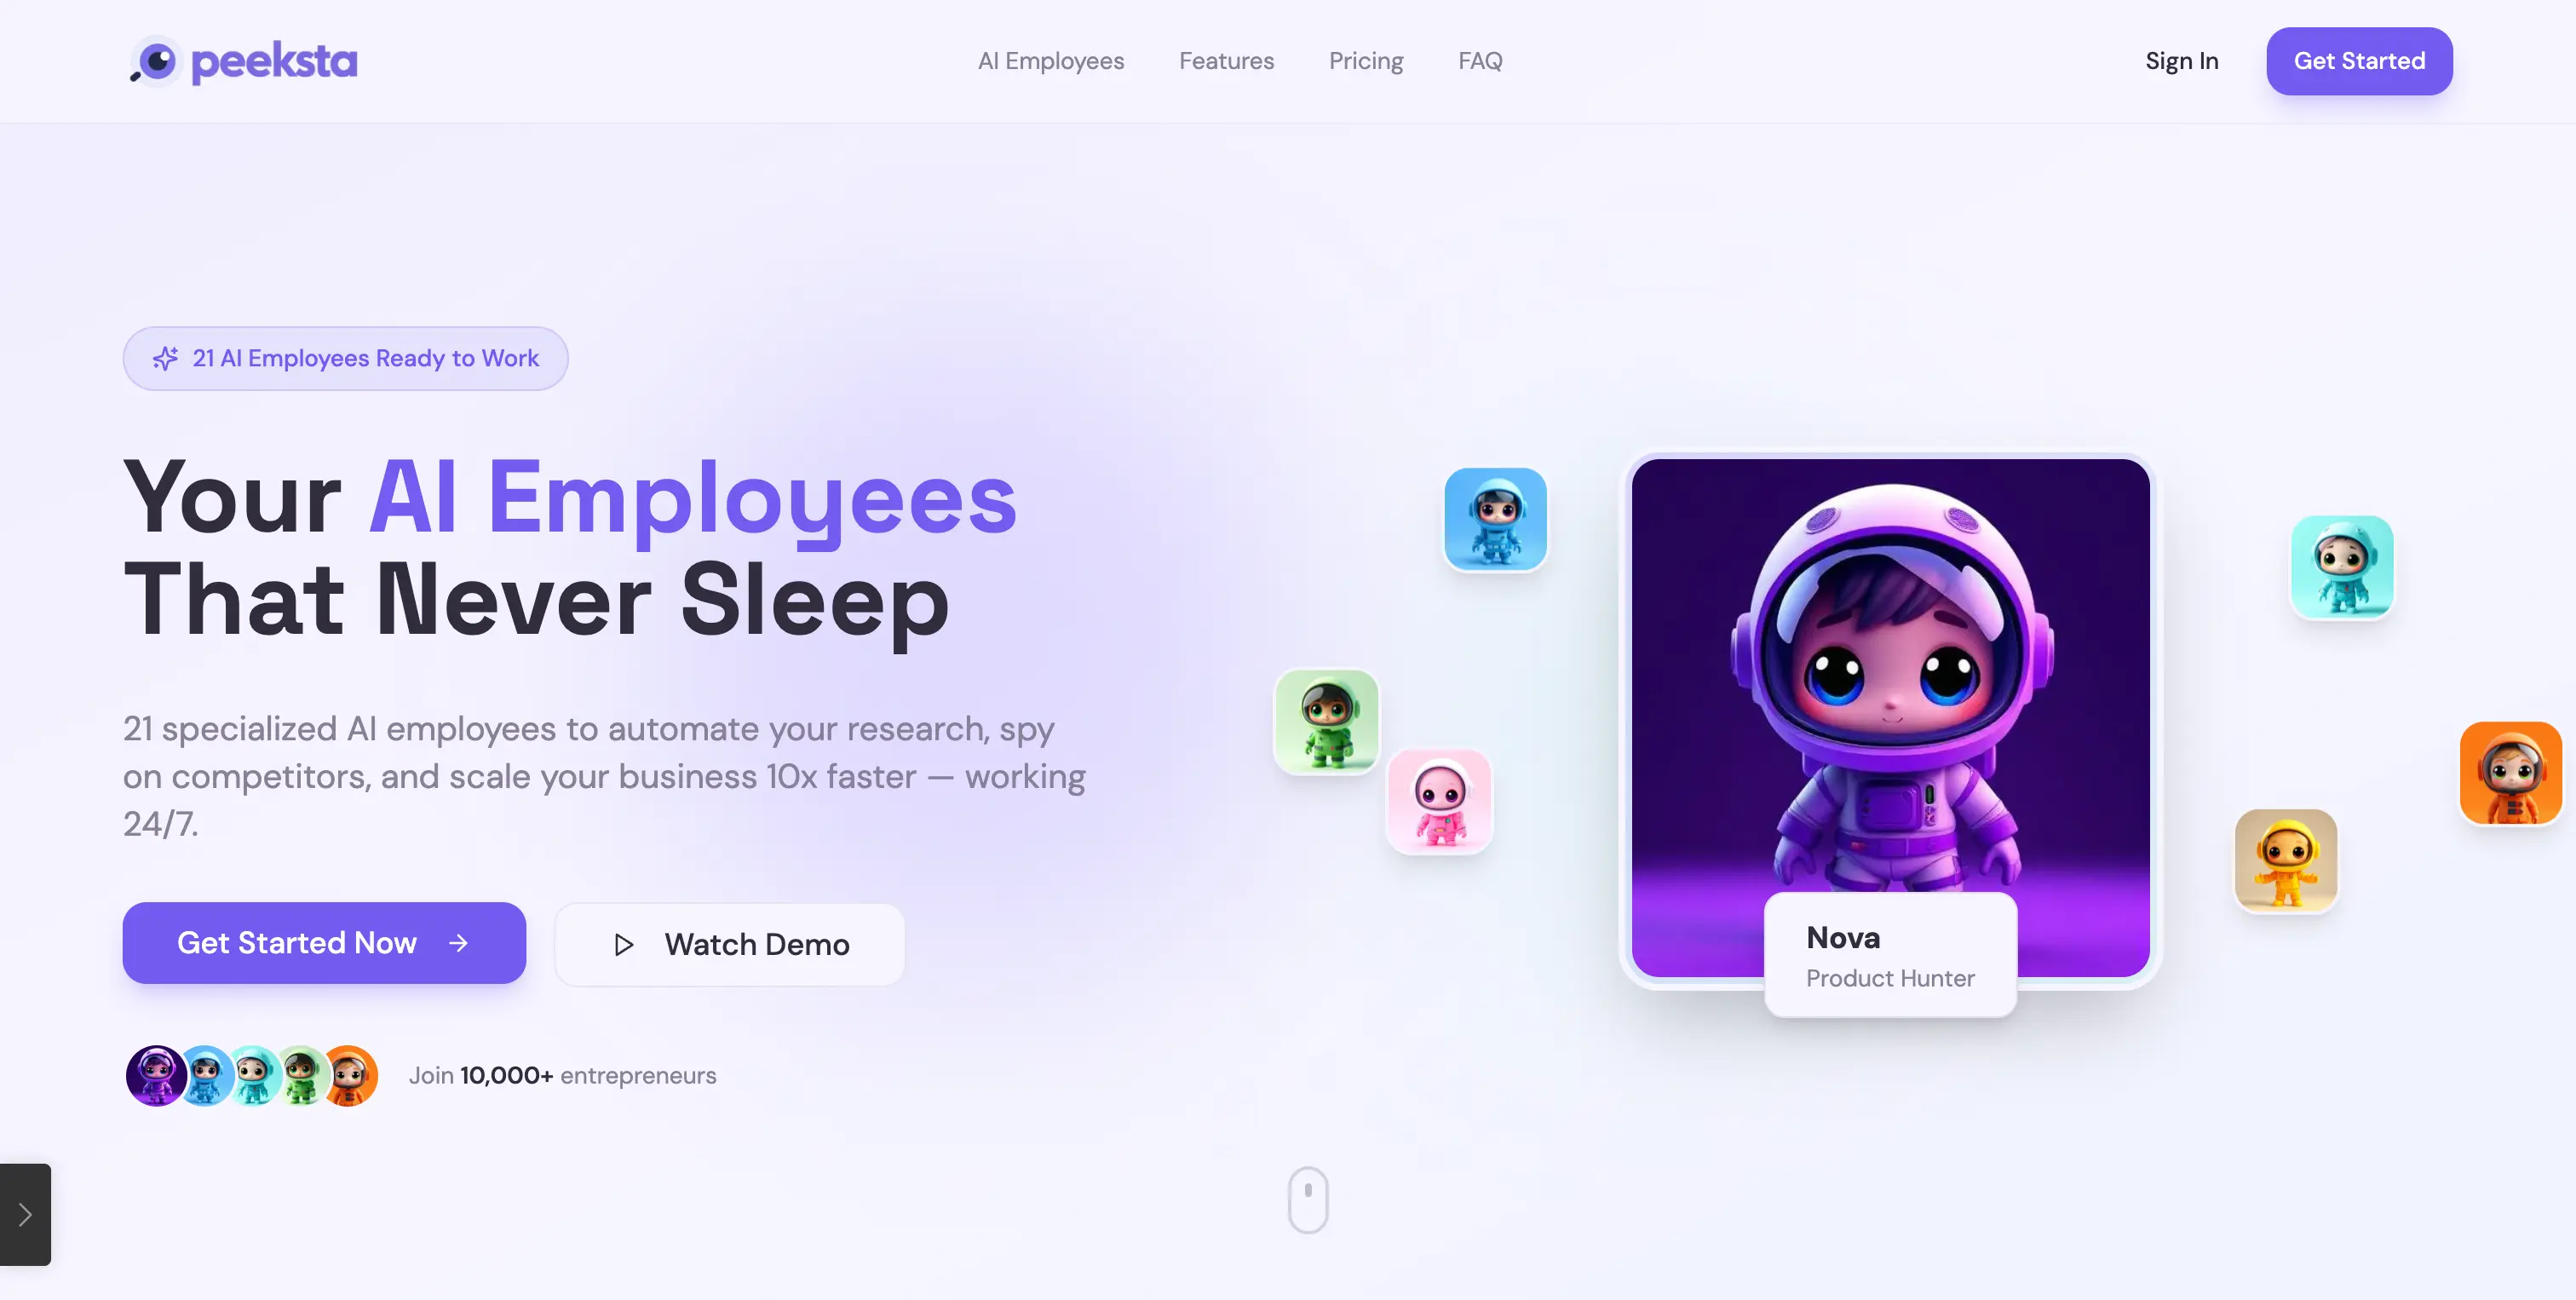 peeksta
AI Employees
Features
Pricing
FAQ
Sign In
Get Started
21 AI Employees Ready to Work
Your AI Employees
That Never Sleep
21 specialized AI employees to automate your research, spy
on competitors, and scale your business 10x faster — working
24/7.
Get Started Now
Watch Demo
Join 10,000+ entrepreneurs
Nova
Product Hunter